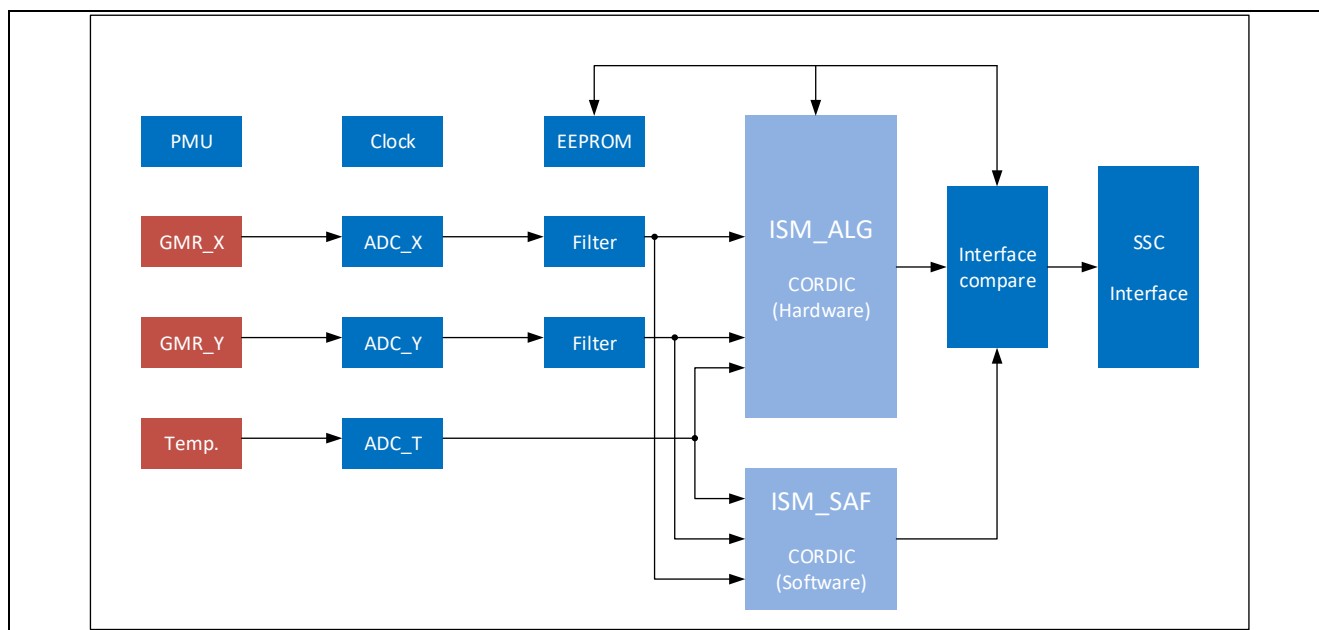 PMU
Clock
EEPROM
GMR_X
ADC_X
Filter
ISM_ALG
CORDIC
(Hardware)
Interface
compare
SSC
Interface
GMR_Y
ADC_Y
Filter
Temp.
ADC_T
ISM_SAF
CORDIC
(Software)